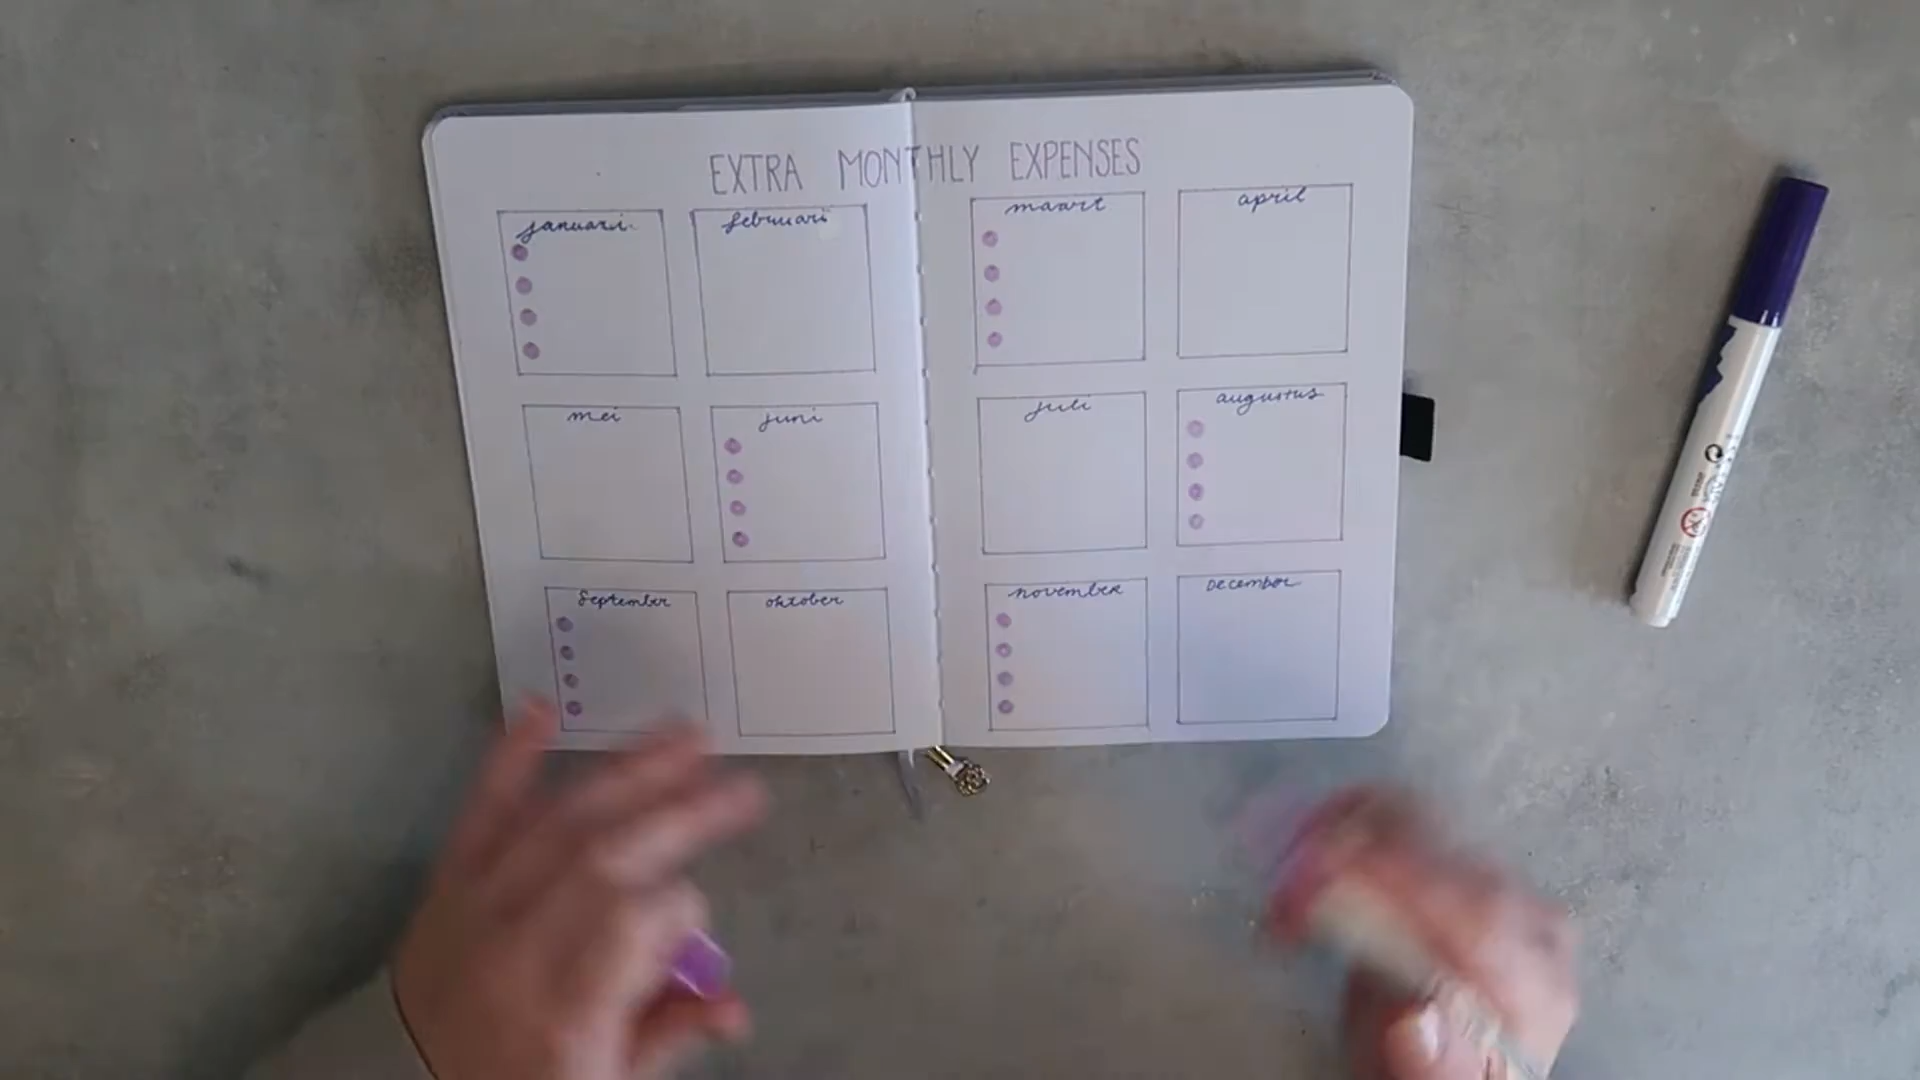 EXTRA MONTHLY EXPENSES
januari
februari
maart
april
mei
juni
juli
augustus
September
oktober
november
December